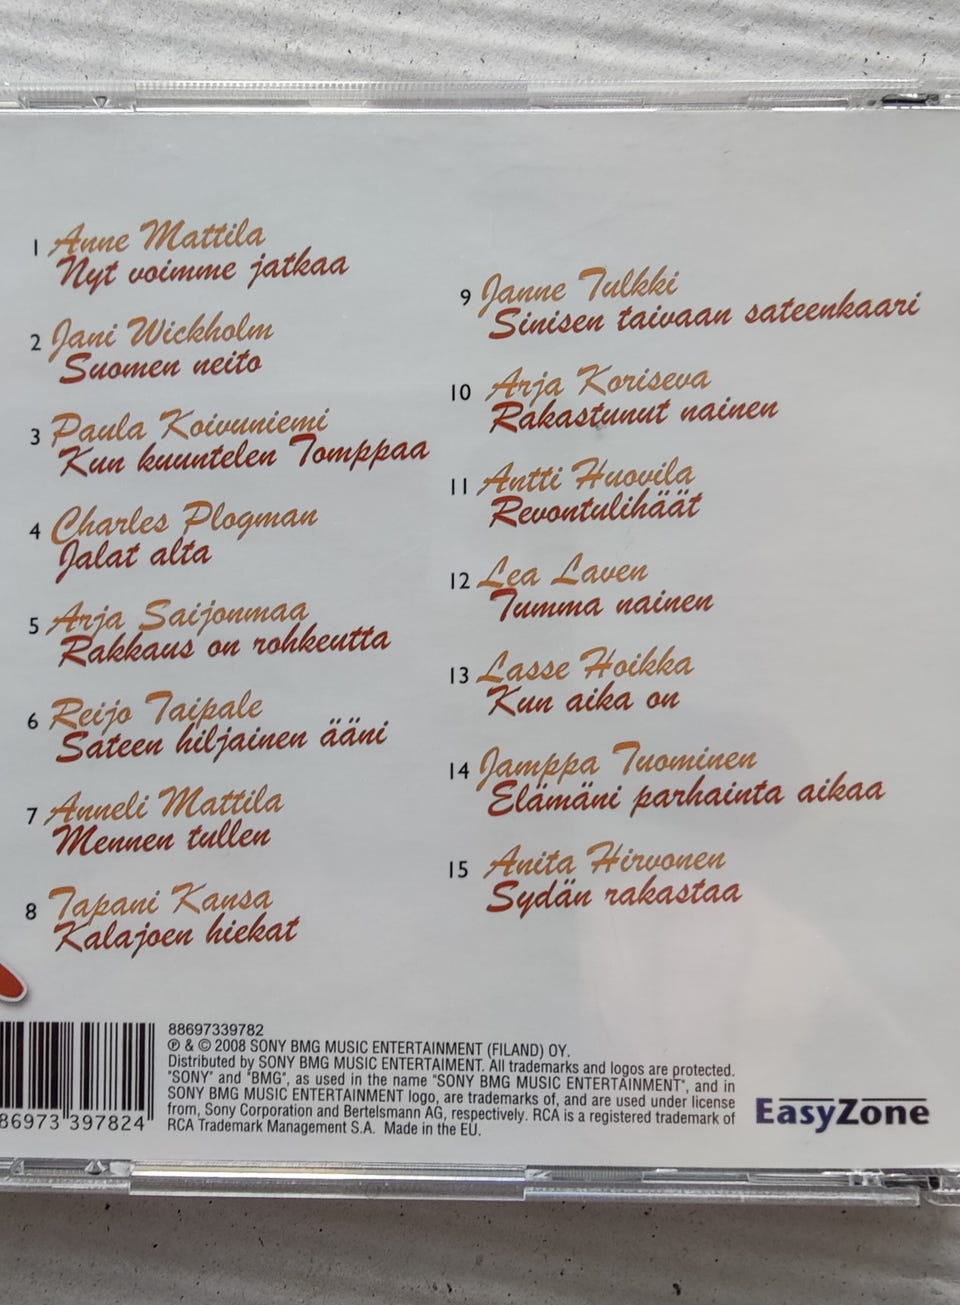 1 Anne Mattila
Nyt voimme jatkaa
2 Jani Wickholm
Suomen neito
3 Paula Koivuniemi
Kun kuuntelen Tomppaa
4 Charles Plogman
Jalat alta
5 Arja Saijonmaa
Rakkaus on rohkeutta
6 Reijo Taipale
Sateen hiljainen ääni
7 Anneli Mattila
Mennen tullen
8 Tapani Kansa
Kalajoen hiekat
9 Janne Tulkki
Sinisen taivaan sateenkaari
10 Arja Koriseva
Rakastunut nainen
11 Antti Huovila
Revontulihäät
12 Lea Laven
Tumma nainen
13 Lasse Hoikka
Kun aika on
14 Jamppa Tuominen
Elämäni parhainta aikaa
15 Anita Hirvonen
Sydän rakastaa
88697339782
℗ & © 2008 SONY BMG MUSIC ENTERTAINMENT (FILAND) OY.
Distributed by SONY BMG MUSIC ENTERTAIMENT. All trademarks and logos are protected.
"SONY" and "BMG", as used in the name "SONY BMG MUSIC ENTERTAINMENT", and in
SONY BMG MUSIC ENTERTAINMENT logo, are trademarks of, and are used under license
from, Sony Corporation and Bertelsmann AG, respectively. RCA is a registered trademark of
RCA Trademark Management S.A. Made in the EU.
86973 397824
EasyZone